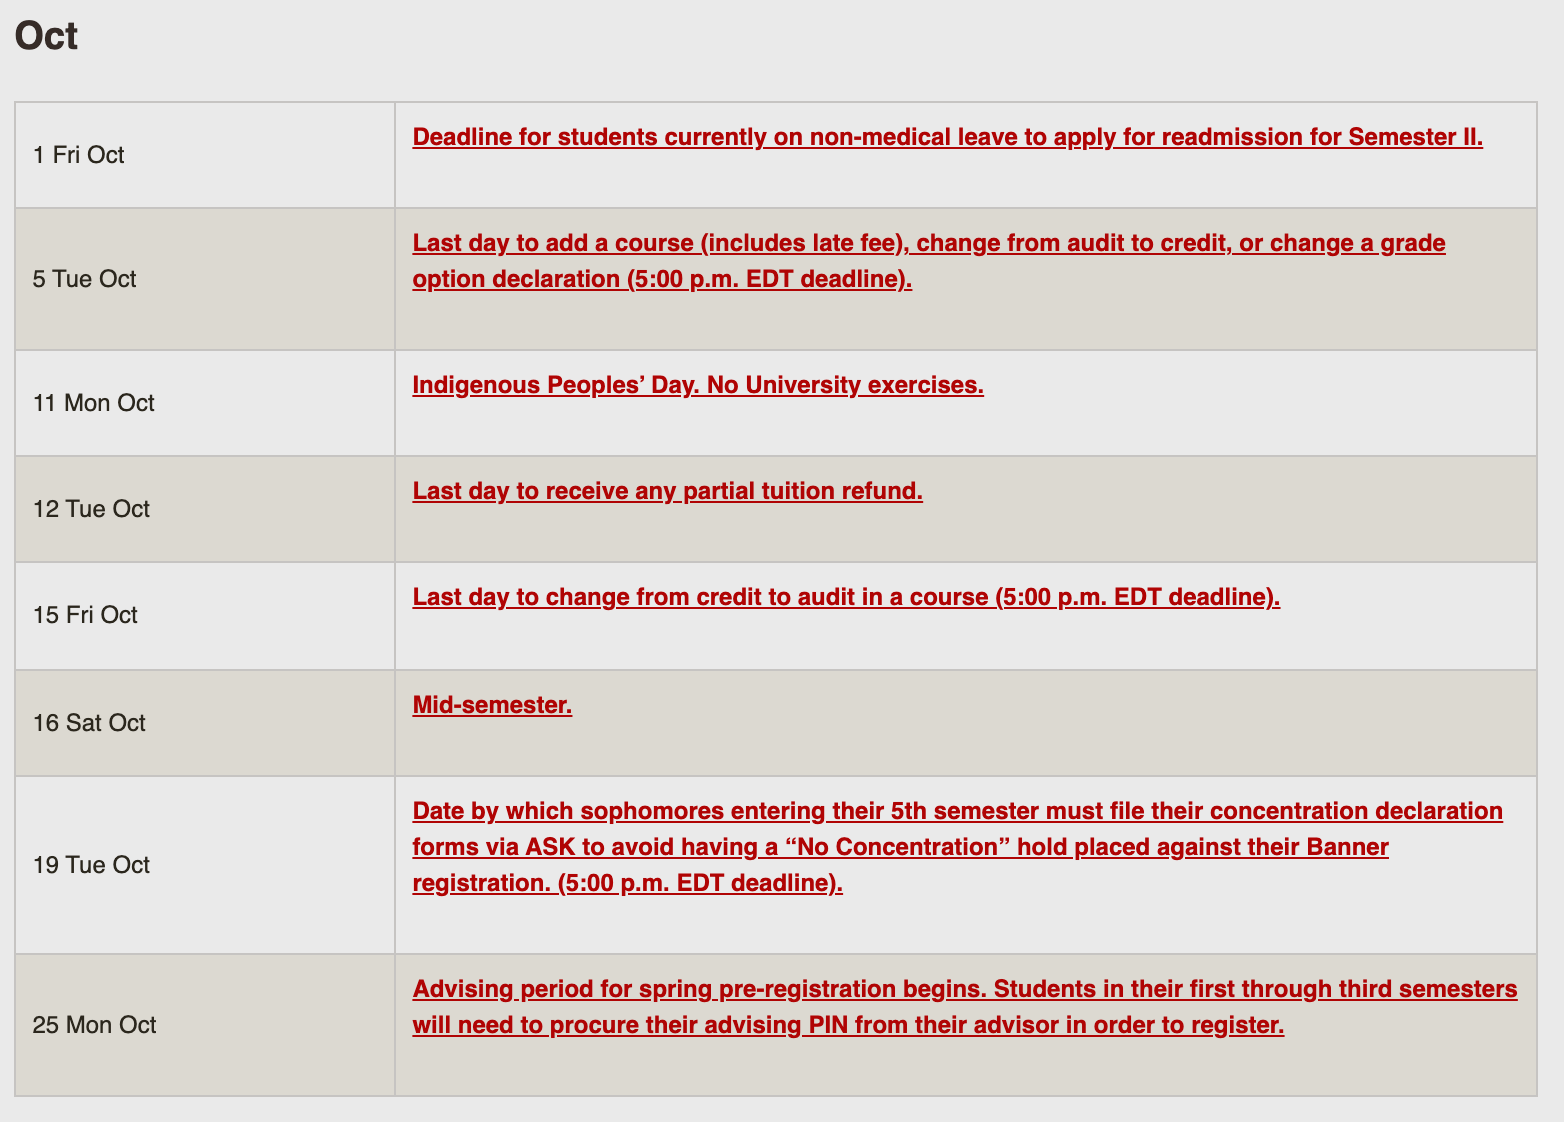 Oct
1 Fri Oct
Deadline for students currently on non-medical leave to apply for readmission for Semester II.
5 Tue Oct
Last day to add a course (includes late fee), change from audit to credit, or change a grade
option declaration (5:00 p.m. EDT deadline).
11 Mon Oct
Indigenous Peoples’ Day. No University exercises.
12 Tue Oct
Last day to receive any partial tuition refund.
15 Fri Oct
Last day to change from credit to audit in a course (5:00 p.m. EDT deadline).
16 Sat Oct
Mid-semester.
19 Tue Oct
Date by which sophomores entering their 5th semester must file their concentration declaration
forms via ASK to avoid having a “No Concentration” hold placed against their Banner
registration. (5:00 p.m. EDT deadline).
25 Mon Oct
Advising period for spring pre-registration begins. Students in their first through third semesters
will need to procure their advising PIN from their advisor in order to register.